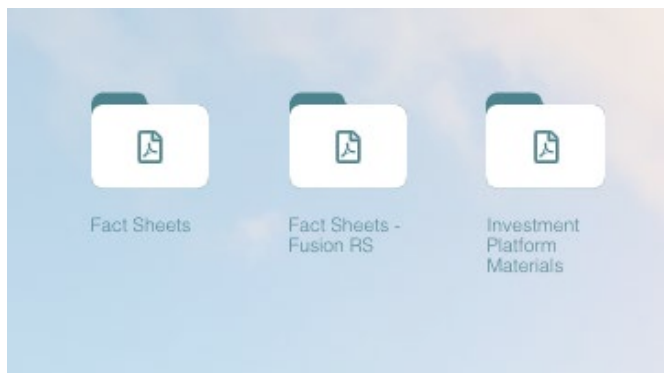 Fact Sheets
Fact Sheets -
Fusion RS
Investment
Platform
Materials